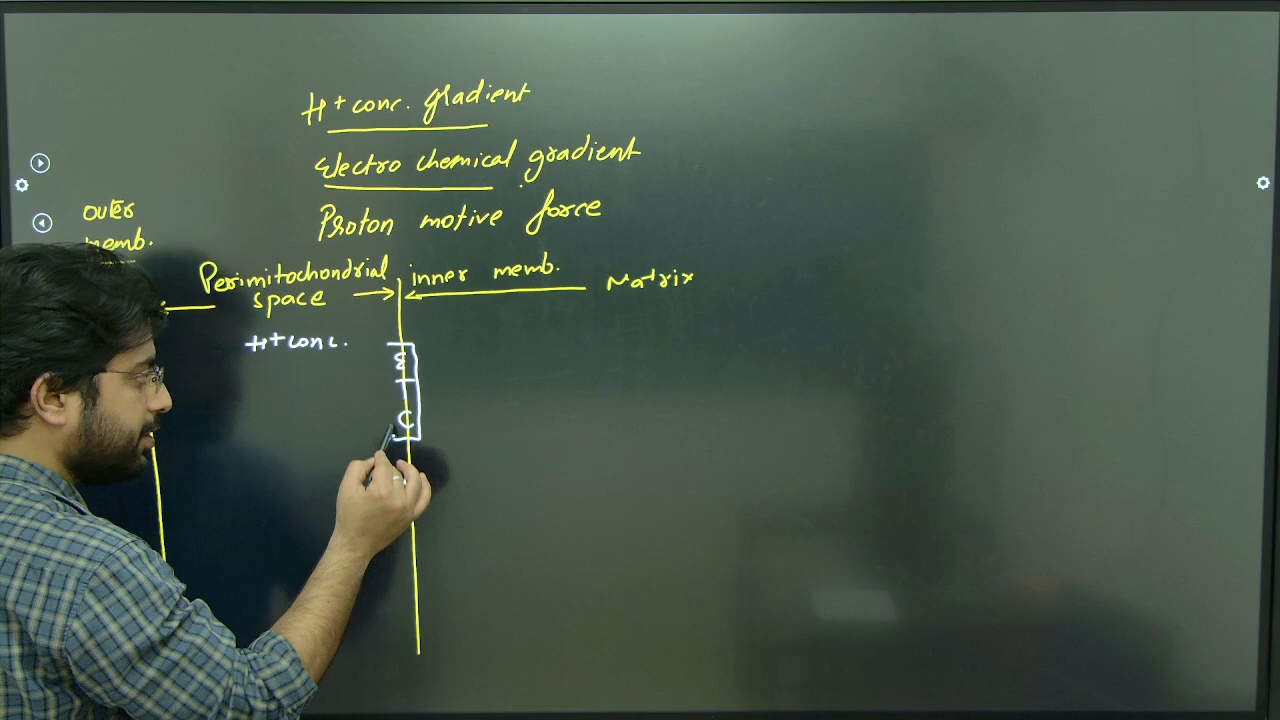 H+ conc. gradient
Electro chemical gradient
Proton motive force
outer
memb.
Perimitochondrial
space
inner memb.
Matrix
H+ conc.
E
T
C